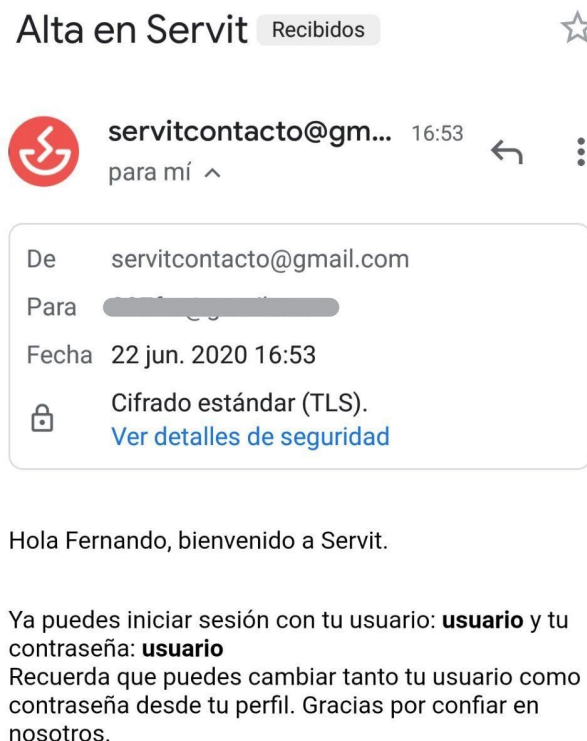 Alta en Servit Recibidos
servitcontacto@gm... 16:53
para mí
De servitcontacto@gmail.com
Para
Fecha 22 jun. 2020 16:53
Cifrado estándar (TLS).
Ver detalles de seguridad
Hola Fernando, bienvenido a Servit.
Ya puedes iniciar sesión con tu usuario: usuario y tu
contraseña: usuario
Recuerda que puedes cambiar tanto tu usuario como
contraseña desde tu perfil. Gracias por confiar en
nosotros.